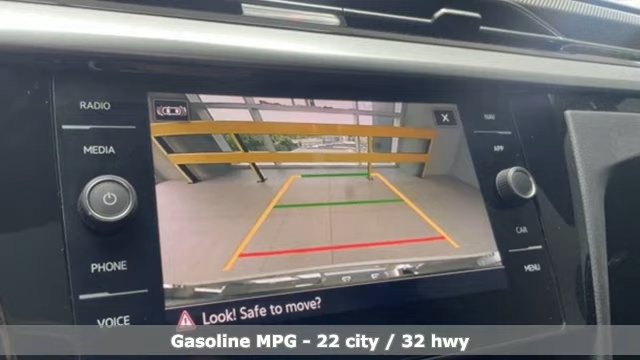 RADIO
MEDIA
PHONE
VOICE
NAV
APP
CAR
MENU
X
Look! Safe to move?
Gasoline MPG - 22 city / 32 hwy